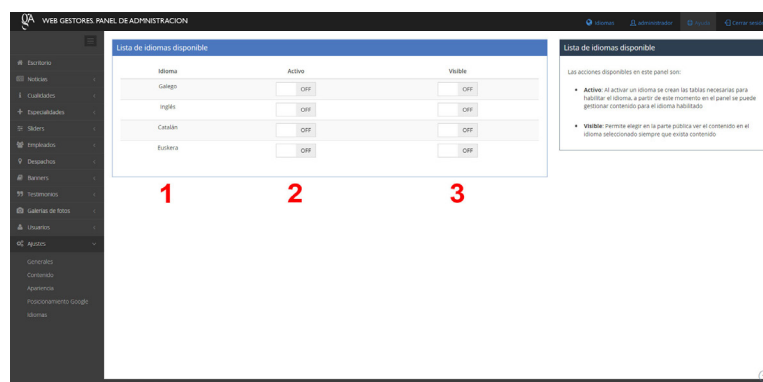 WEB GESTORES. PANEL DE ADMNISTRACION
Idiomas
administrador
Ayuda
Cerrar sesió
Escritorio
Noticias
Cualidades
Especialidades
Sliders
Empleados
Despachos
Banners
Testimonios
Galerías de fotos
Usuarios
Ajustes
Generales
Contenido
Apariencia
Posicionamiento Google
Idiomas
Lista de idiomas disponible
Idioma Activo Visible
Galego OFF OFF
Inglés OFF OFF
Catalán OFF OFF
Euskera OFF OFF
1 2 3
Lista de idiomas disponible
Las acciones disponibles en este panel son:
Activo: Al activar un idioma se crean las tablas necesarias para
habilitar el idioma, a partir de este momento en el panel se puede
gestionar contenido para el idioma habilitado
Visible: Permite elegir en la parte pública ver el contenido en el
idioma seleccionado siempre que exista contenido